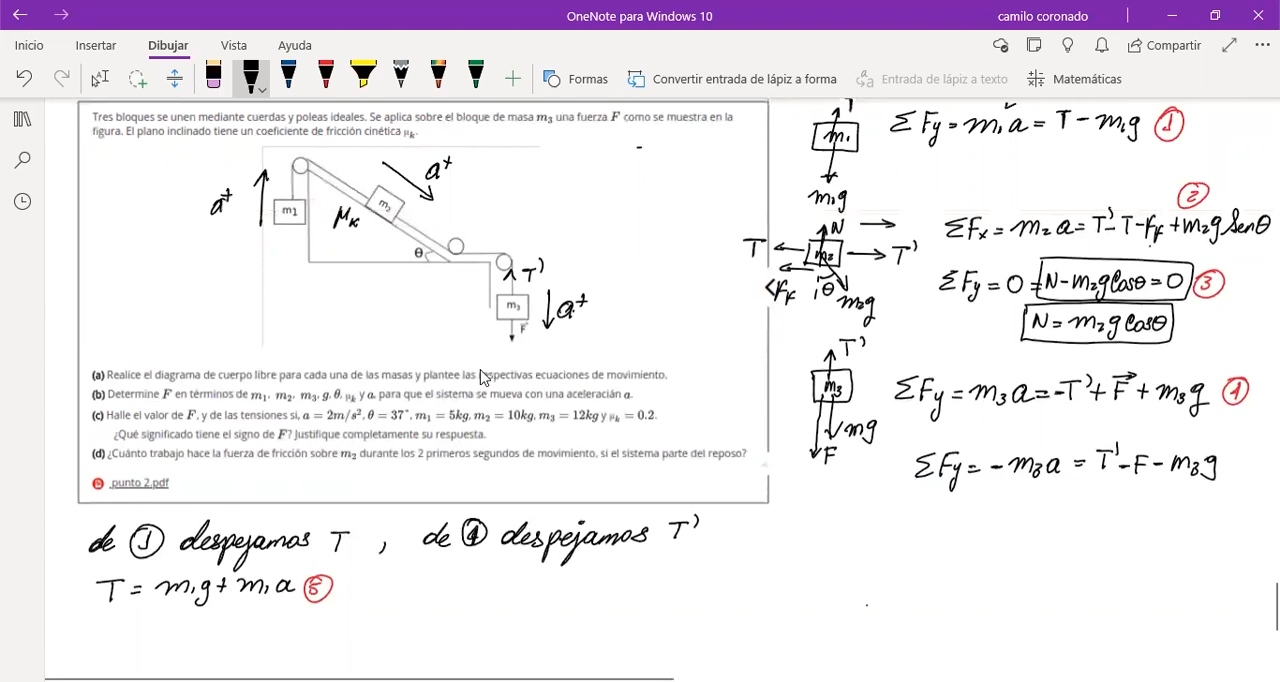 OneNote para Windows 10
camilo coronado
Inicio
Insertar
Dibujar
Vista
Ayuda
Compartir
Formas
Convertir entrada de lápiz a forma
Entrada de lápiz a texto
Matemáticas
Tres bloques se unen mediante cuerdas y poleas ideales. Se aplica sobre el bloque de masa m₃ una fuerza F como se muestra en la
figura. El plano inclinado tiene un coeficiente de fricción cinética μₖ.
a⁺
m1
μₖ
m₂
a⁺
θ
T'
m₃
F
a⁺
(a) Realice el diagrama de cuerpo libre para cada una de las masas y plantee las respectivas ecuaciones de movimiento.
(b) Determine F en términos de m₁, m₂, m₃, g, θ, μₖ y a, para que el sistema se mueva con una aceleración a.
(c) Halle el valor de F, y de las tensiones si, a = 2m/s², θ = 37°, m₁ = 5kg, m₂ = 10kg, m₃ = 12kg y μₖ = 0.2.
¿Qué significado tiene el signo de F? Justifique completamente su respuesta.
(d) ¿Cuánto trabajo hace la fuerza de fricción sobre m₂ durante los 2 primeros segundos de movimiento, si el sistema parte del reposo?
punto 2.pdf
m₁
m₁g
ΣFy = m₁a = T - m₁g ①
②
T
N
m₂
T'
θ
m₂g
ΣFx = m₂a = T' - T - Ff + m₂g Senθ
ΣFy = 0 = N - m₂g Cosθ = 0 ③
N = m₂g Cosθ
T'
m₃
mg
F
ΣFy = m₃a = -T' + F⃗ + m₃g ④
ΣFy = -m₃a = T' - F - m₃g
de ① despejamos T , de ④ despejamos T'
T = m₁g + m₁a ⑤